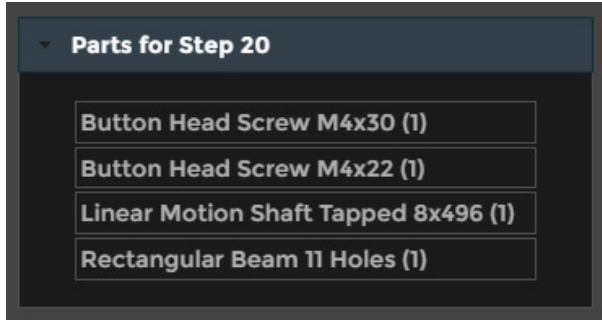 Parts for Step 20
Button Head Screw M4x30 (1)
Button Head Screw M4x22 (1)
Linear Motion Shaft Tapped 8x496 (1)
Rectangular Beam 11 Holes (1)